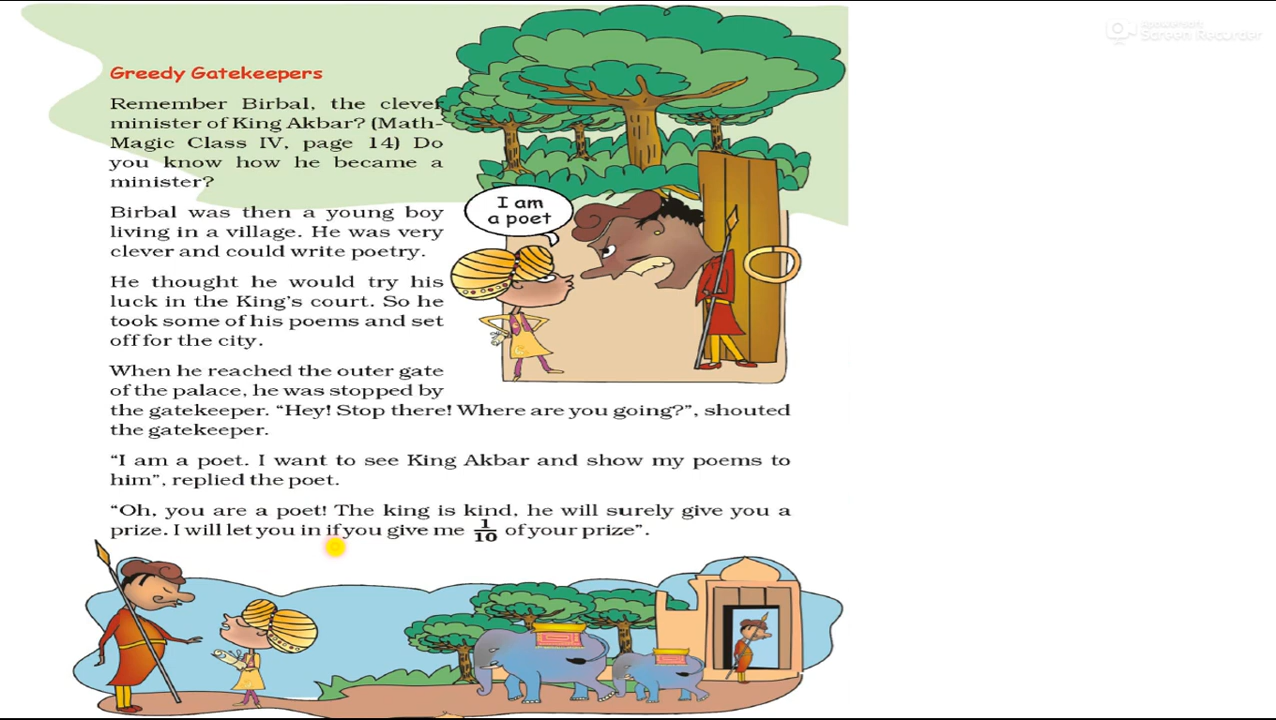 Apowersoft
Screen Recorder
Greedy Gatekeepers
Remember Birbal, the clever
minister of King Akbar? (Math-
Magic Class IV, page 14) Do
you know how he became a
minister?
Birbal was then a young boy
living in a village. He was very
clever and could write poetry.
He thought he would try his
luck in the King's court. So he
took some of his poems and set
off for the city.
I am
a poet
When he reached the outer gate
of the palace, he was stopped by
the gatekeeper. “Hey! Stop there! Where are you going?”, shouted
the gatekeeper.
“I am a poet. I want to see King Akbar and show my poems to
him”, replied the poet.
“Oh, you are a poet! The king is kind, he will surely give you a
prize. I will let you in if you give me 1/10 of your prize”.